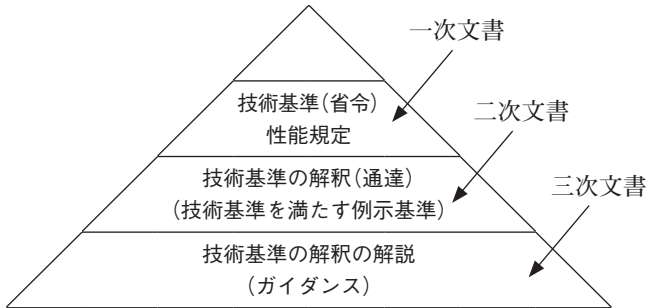 一次文書
技術基準(省令)
性能規定
二次文書
技術基準の解釈(通達)
(技術基準を満たす例示基準)
三次文書
技術基準の解釈の解説
(ガイダンス)